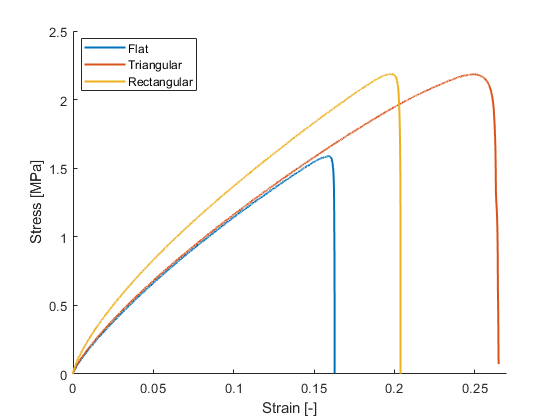 2.5
2
1.5
1
0.5
0
Flat
Triangular
Rectangular
Stress [MPa]
0 0.05 0.1 0.15 0.2 0.25
Strain [-]